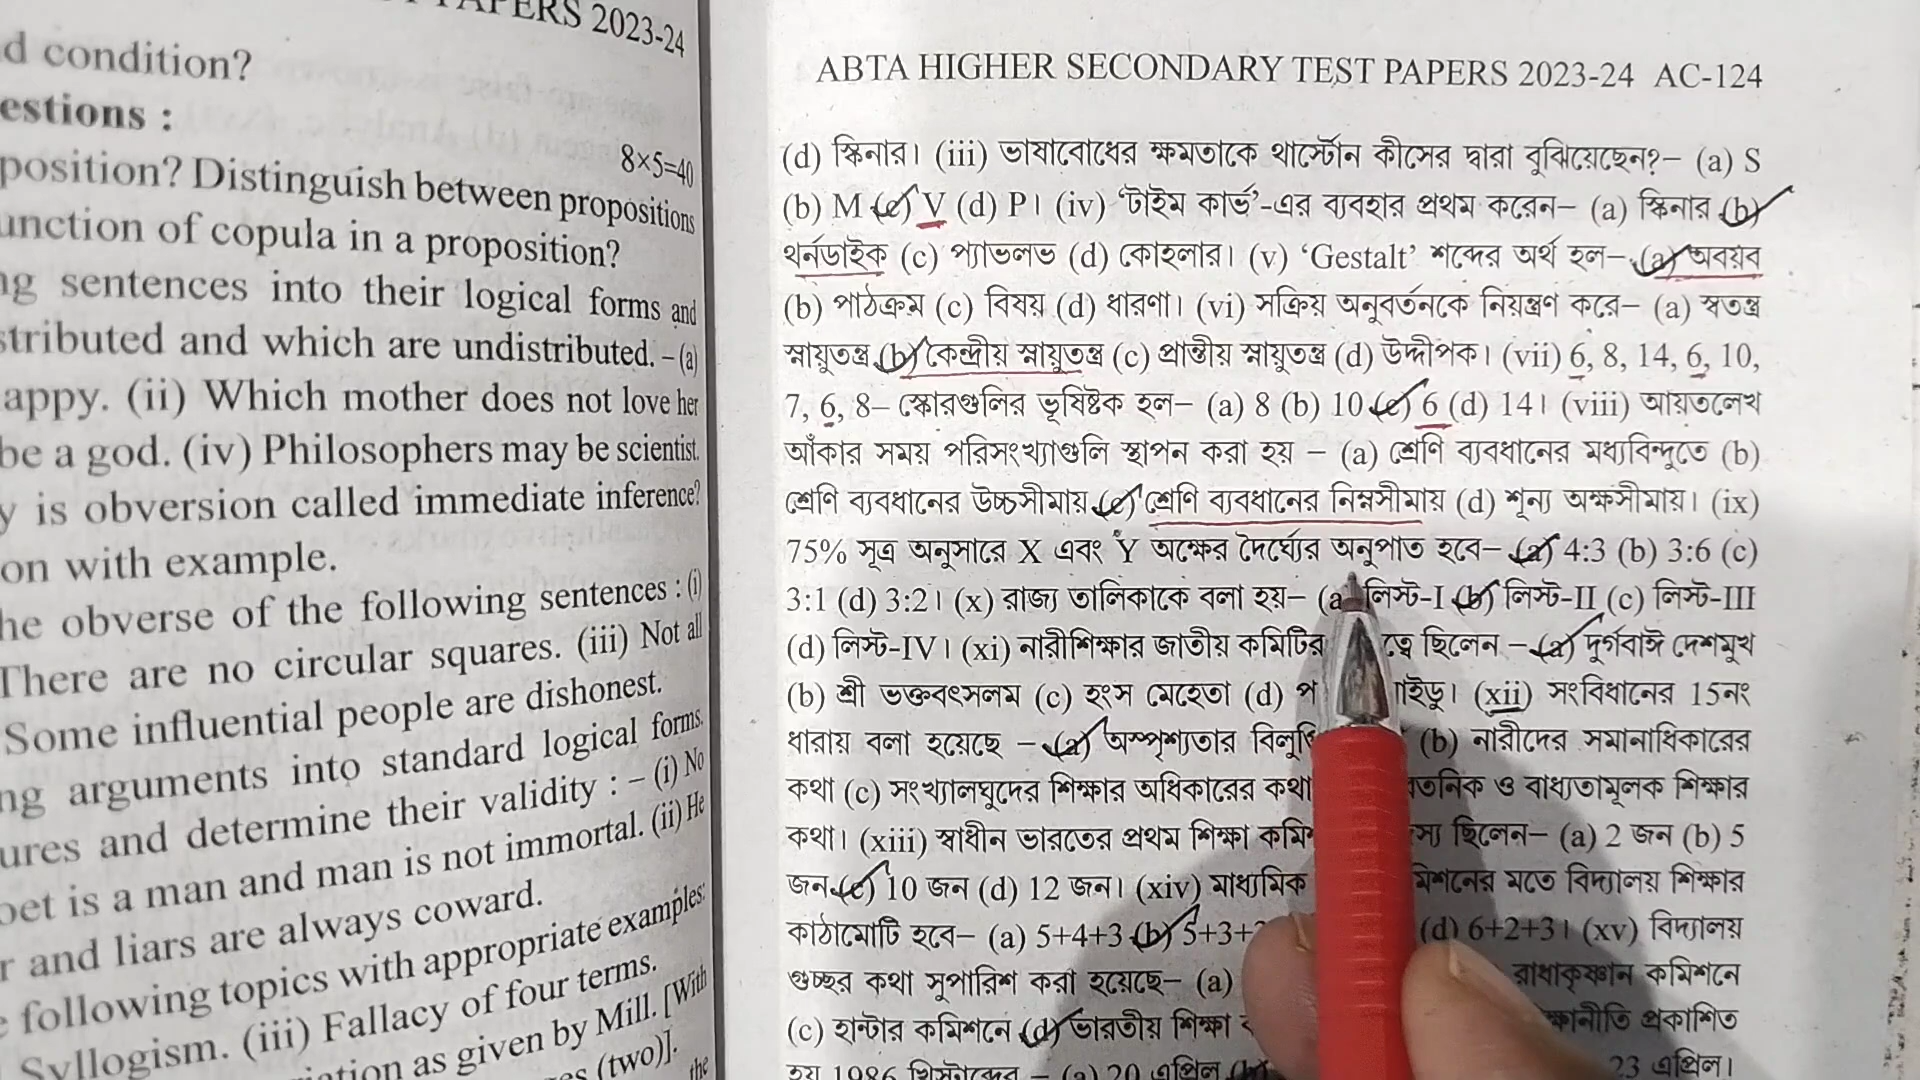 PAPERS 2023-24
d condition?
estions :
8×5=40
position? Distinguish between propositions
unction of copula in a proposition?
ng sentences into their logical forms and
stributed and which are undistributed. – (a)
appy. (ii) Which mother does not love her
be a god. (iv) Philosophers may be scientist.
y is obversion called immediate inference?
on with example.
he obverse of the following sentences : (i)
There are no circular squares. (iii) Not all
Some influential people are dishonest.
ng arguments into standard logical forms.
ures and determine their validity : – (i) No
oet is a man and man is not immortal. (ii) He
r and liars are always coward.
e following topics with appropriate examples:
Syllogism. (iii) Fallacy of four terms.
iation as given by Mill. [With
es (two)].
the
ABTA HIGHER SECONDARY TEST PAPERS 2023-24 AC-124
(d) স্কিনার। (iii) ভাষাবোধের ক্ষমতাকে থার্স্টোন কীসের দ্বারা বুঝিয়েছেন?– (a) S
(b) M (c) V (d) P। (iv) ‘টাইম কার্ভ’-এর ব্যবহার প্রথম করেন– (a) স্কিনার (b)
থর্নডাইক (c) প্যাভলভ (d) কোহলার। (v) ‘Gestalt’ শব্দের অর্থ হল– (a) অবয়ব
(b) পাঠক্রম (c) বিষয় (d) ধারণা। (vi) সক্রিয় অনুবর্তনকে নিয়ন্ত্রণ করে– (a) স্বতন্ত্র
স্নায়ুতন্ত্র (b) কেন্দ্রীয় স্নায়ুতন্ত্র (c) প্রান্তীয় স্নায়ুতন্ত্র (d) উদ্দীপক। (vii) 6, 8, 14, 6, 10,
7, 6, 8– স্কোরগুলির ভূষিষ্টক হল– (a) 8 (b) 10 (c) 6 (d) 14। (viii) আয়তলেখ
আঁকার সময় পরিসংখ্যাগুলি স্থাপন করা হয় – (a) শ্রেণি ব্যবধানের মধ্যবিন্দুতে (b)
শ্রেণি ব্যবধানের উচ্চসীমায় (c) শ্রেণি ব্যবধানের নিম্নসীমায় (d) শূন্য অক্ষসীমায়। (ix)
75% সূত্র অনুসারে X এবং Y অক্ষের দৈর্ঘ্যের অনুপাত হবে– (a) 4:3 (b) 3:6 (c)
3:1 (d) 3:2। (x) রাজ্য তালিকাকে বলা হয়– (a) লিস্ট-I (b) লিস্ট-II (c) লিস্ট-III
(d) লিস্ট-IV। (xi) নারীশিক্ষার জাতীয় কমিটির ত্বে ছিলেন – (a) দুর্গবাঈ দেশমুখ
(b) শ্রী ভক্তবৎসলম (c) হংস মেহেতা (d) প াইডু। (xii) সংবিধানের 15নং
ধারায় বলা হয়েছে – (a) অস্পৃশ্যতার (b) নারীদের সমানাধিকারের
কথা (c) সংখ্যালঘুদের শিক্ষার অধিকারের কথা তনিক ও বাধ্যতামূলক শিক্ষার
কথা। (xiii) স্বাধীন ভারতের প্রথম শিক্ষা কমি স্য ছিলেন– (a) 2 জন (b) 5
জন (c) 10 জন (d) 12 জন। (xiv) মাধ্যমিক মিশনের মতে বিদ্যালয় শিক্ষার
কাঠামোটি হবে– (a) 5+4+3 (b) 5+3+ (d) 6+2+3। (xv) বিদ্যালয়
গুচ্ছর কথা সুপারিশ করা হয়েছে– (a) রাধাকৃষ্ণান কমিশনে
(c) হান্টার কমিশনে (d) ভারতীয় শিক্ষা ক্ষানীতি প্রকাশিত
হয় 1986 খ্রিস্টাব্দের – (a) 20 এপ্রিল (b) 23 এপ্রিল।